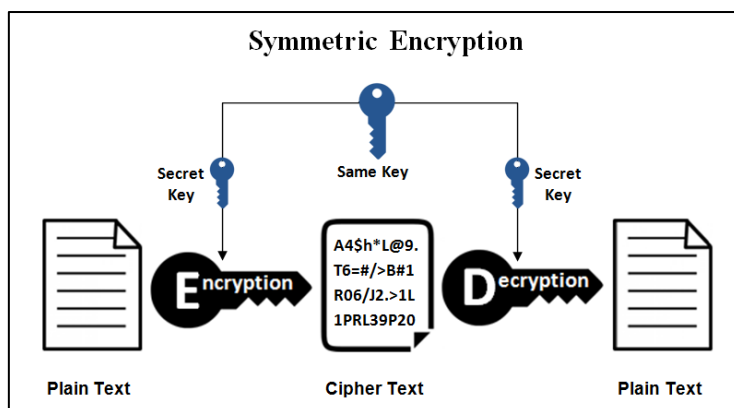 Symmetric Encryption
Secret
Key
Same Key
Secret
Key
Encryption
A4$h*L@9.
T6=#/>B#1
R06/J2.>1L
1PRL39P20
Decryption
Plain Text
Cipher Text
Plain Text